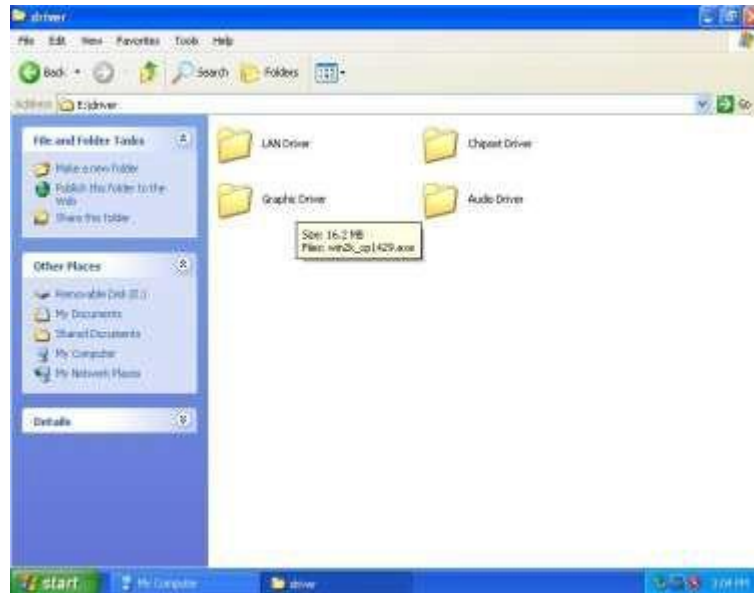 driver
File Edit View Favorites Tools Help
Back Search Folders
Address E:\driver Go
File and Folder Tasks
Make a new folder
Publish this folder to the
Web
Share this folder
Other Places
Removable Disk (E:)
My Documents
Shared Documents
My Computer
My Network Places
Details
LAN Driver
Chipset Driver
Graphic Driver
Audio Driver
Size: 16.2 MB
Files: win2k_xp1429.exe
start My Computer driver